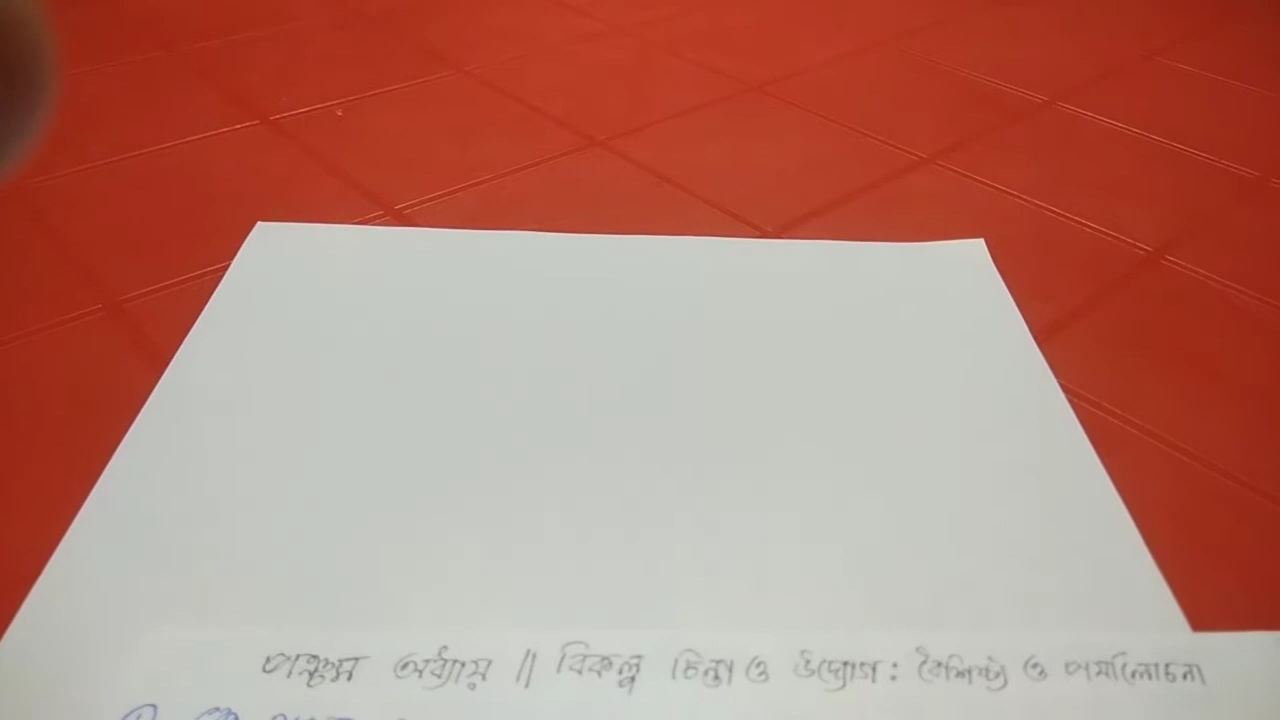 পঞ্চম অধ্যায় || বিকল্প চিন্তা ও উদ্যোগ : বৈশিষ্ট্য ও পর্যালোচনা